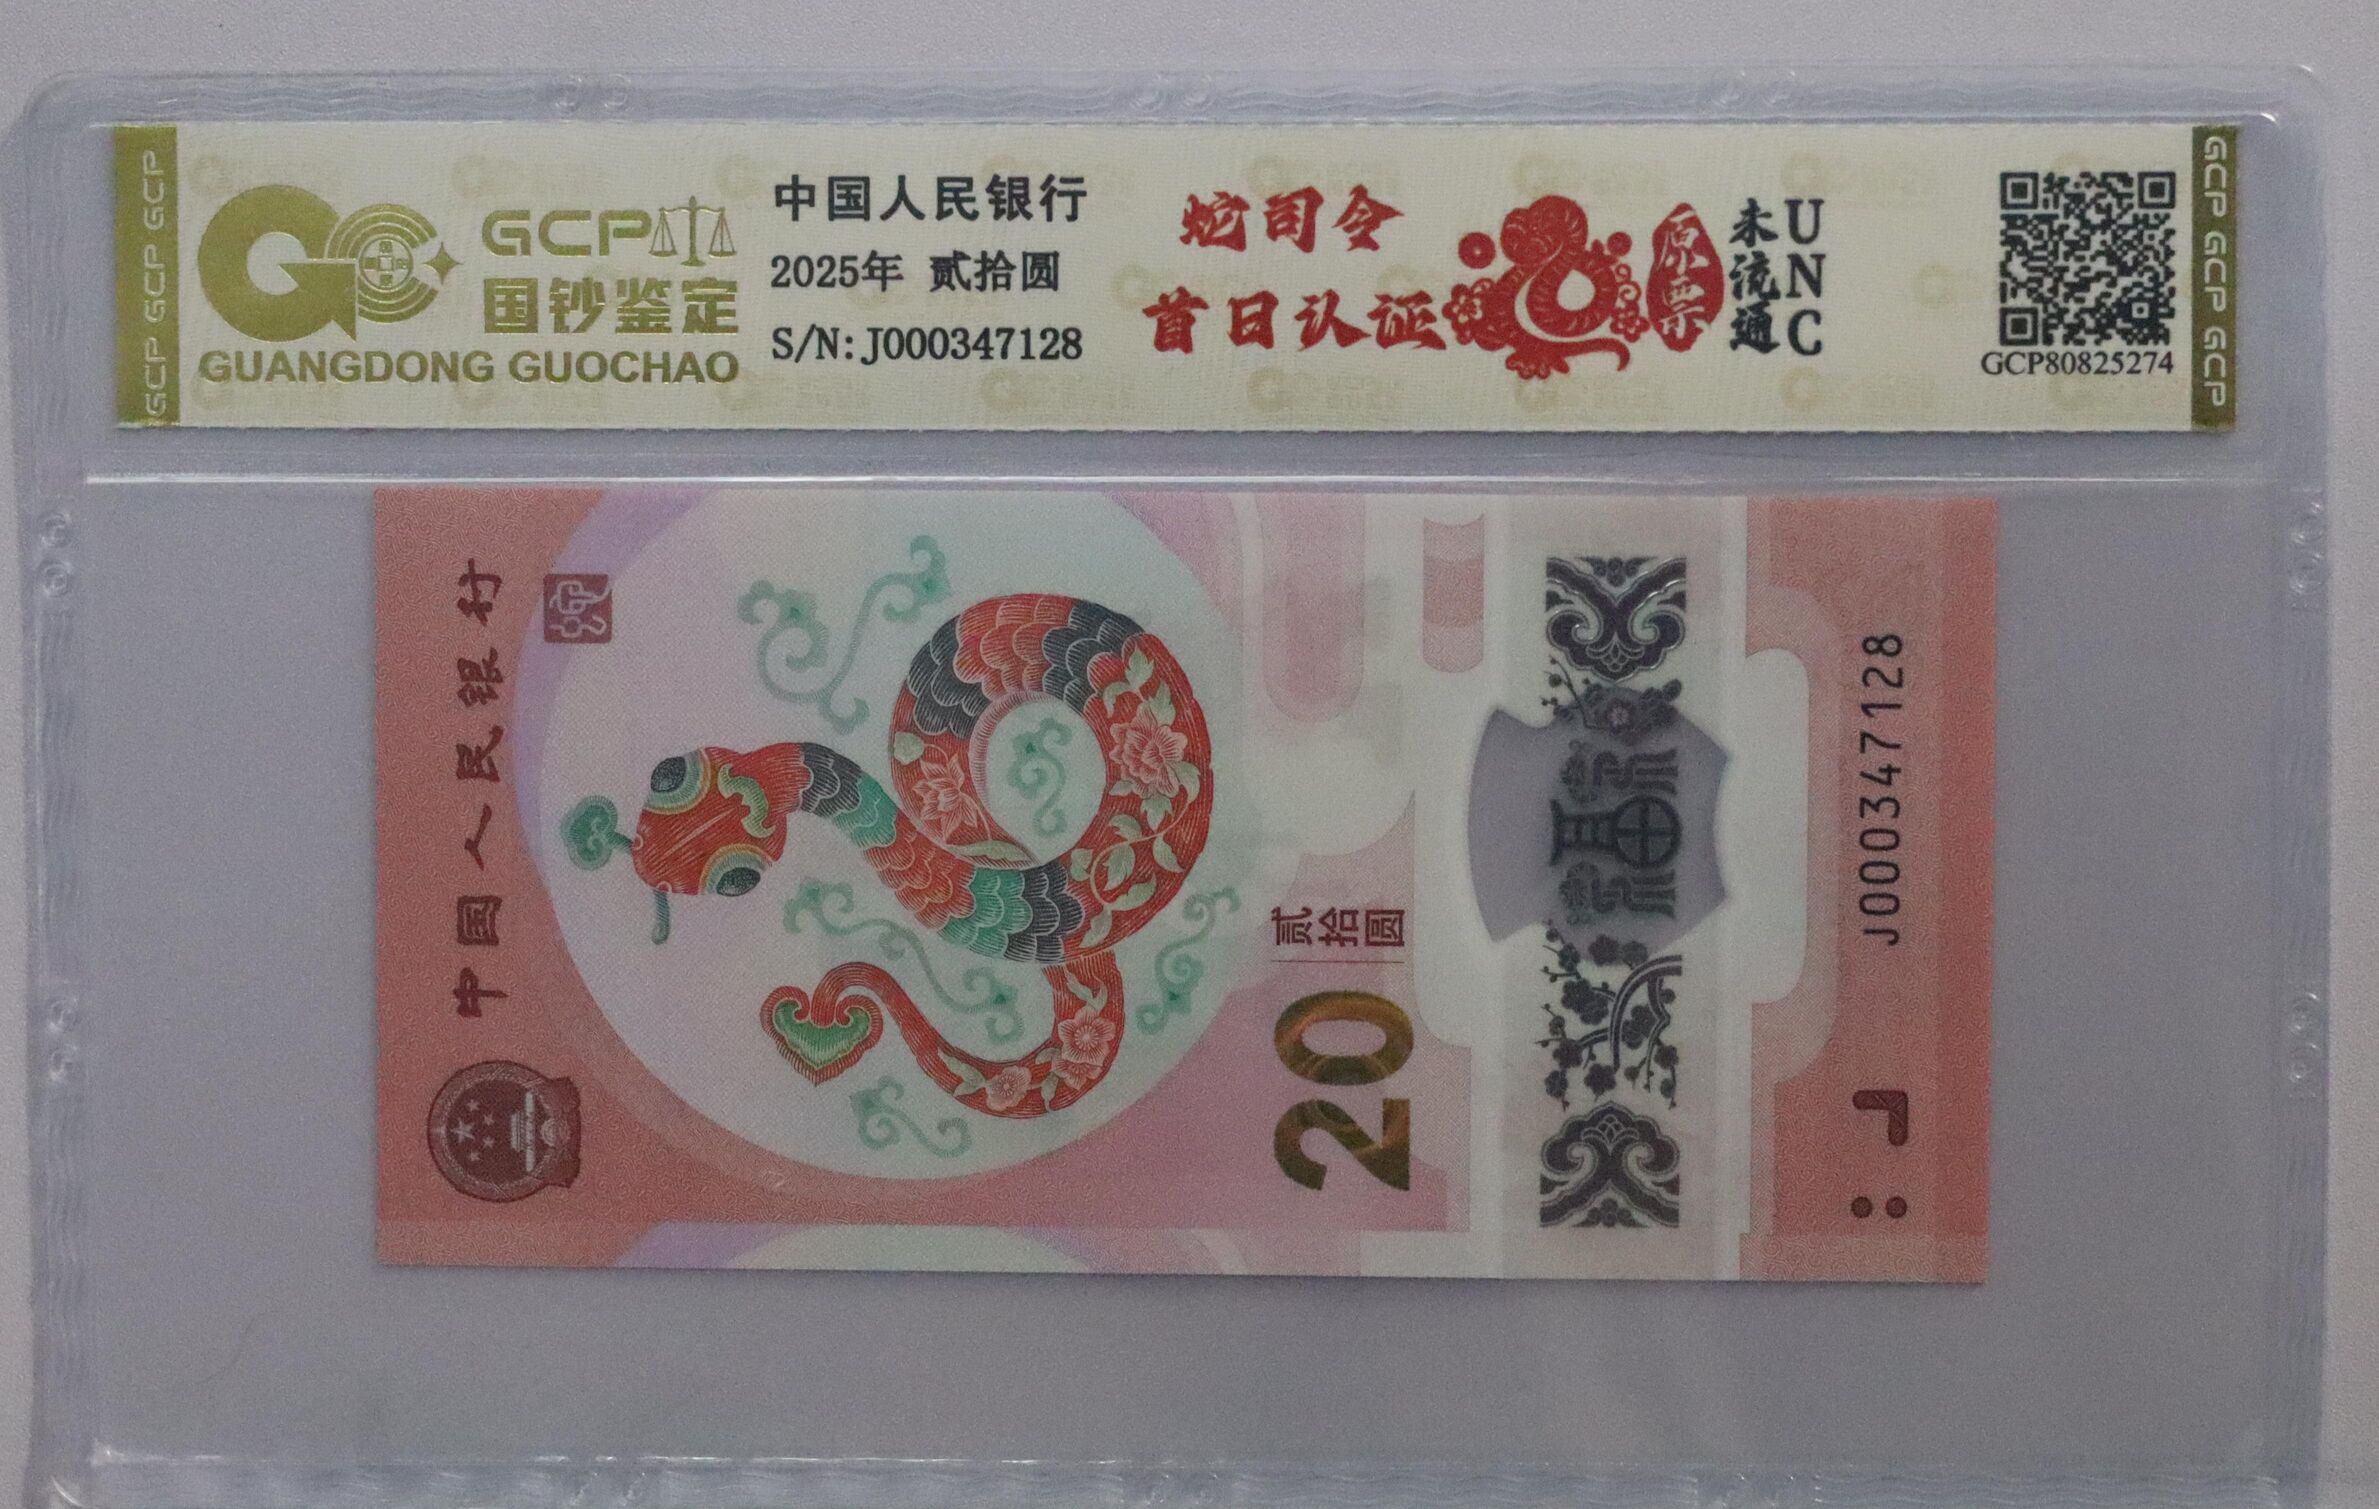 GCP GCP GCP
GCP
国钞鉴定
GUANGDONG GUOCHAO
中国人民银行
2025年 贰拾圆
S/N: J000347128
蛇司令
首日认证
原票
未流通
UNC
GCP80825274
GCP GCP GCP
中国人民银行
贰拾圆
20
福
J000347128